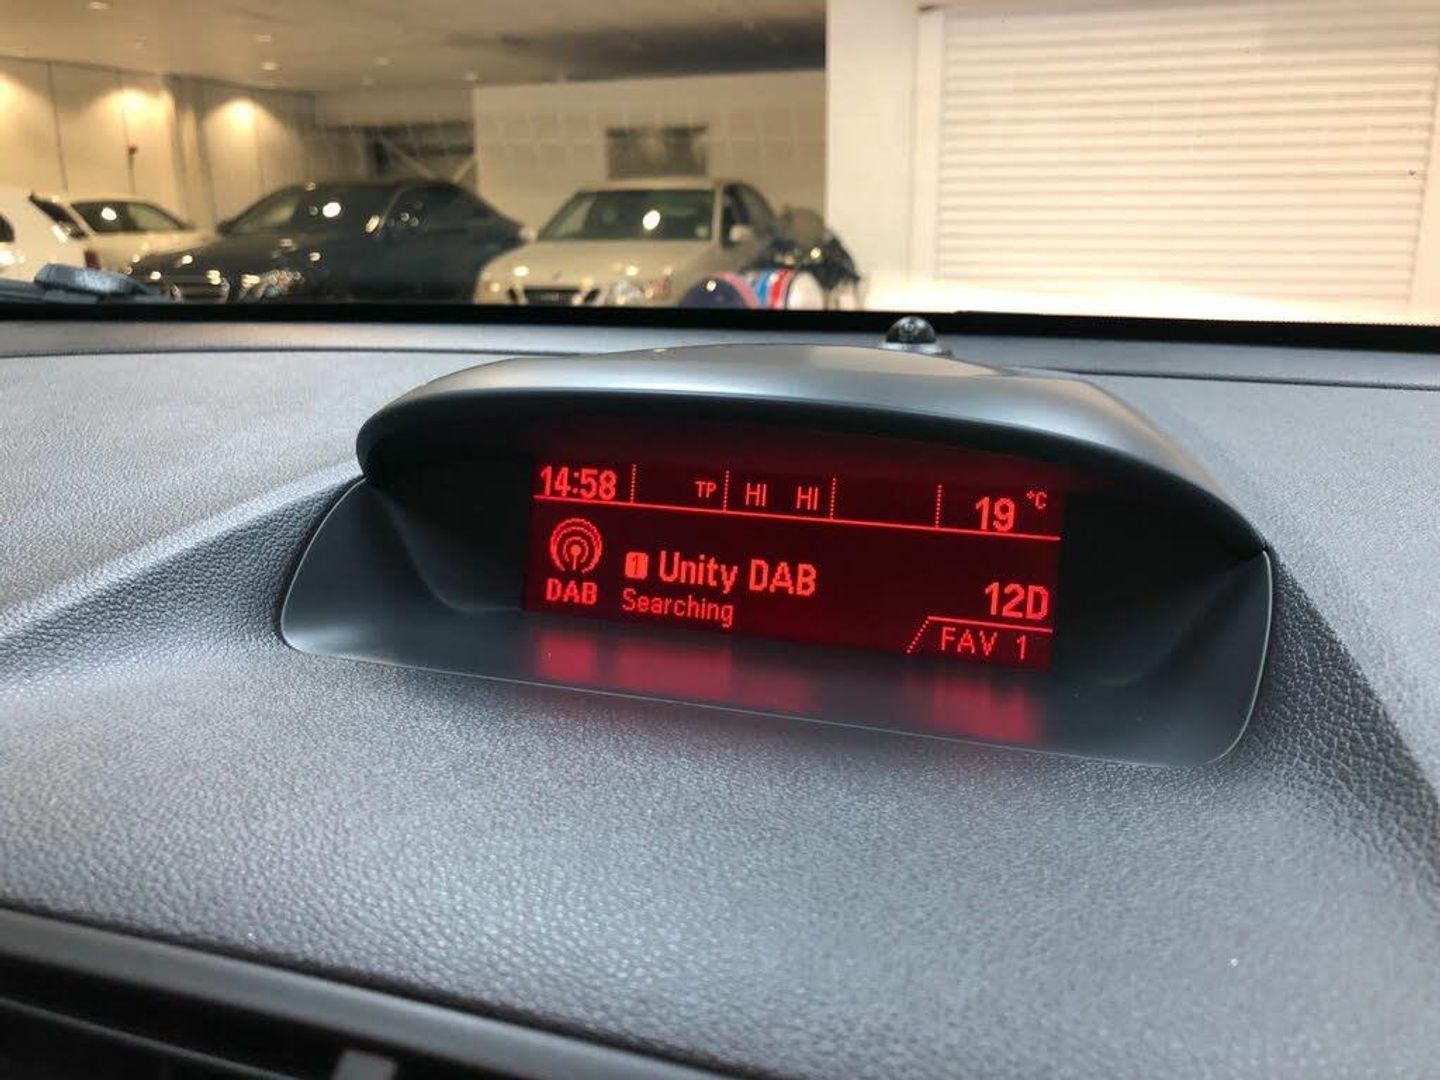 14:58 TP HI HI 19 °C
1 Unity DAB
DAB Searching 12D
FAV 1